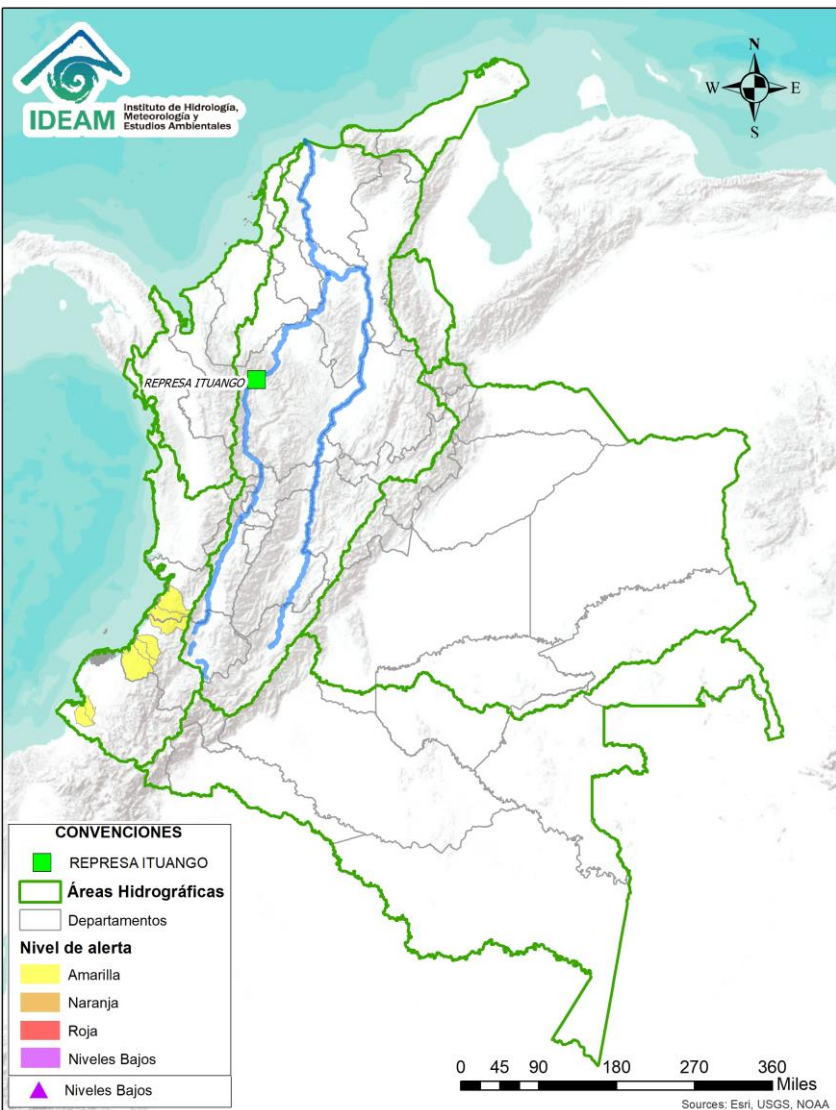 IDEAM
Instituto de Hidrología,
Meteorología y
Estudios Ambientales
N
W
E
S
REPRESA ITUANGO
CONVENCIONES
REPRESA ITUANGO
Áreas Hidrográficas
Departamentos
Nivel de alerta
Amarilla
Naranja
Roja
Niveles Bajos
Niveles Bajos
0 45 90 180 270 360
Miles
Sources: Esri, USGS, NOAA